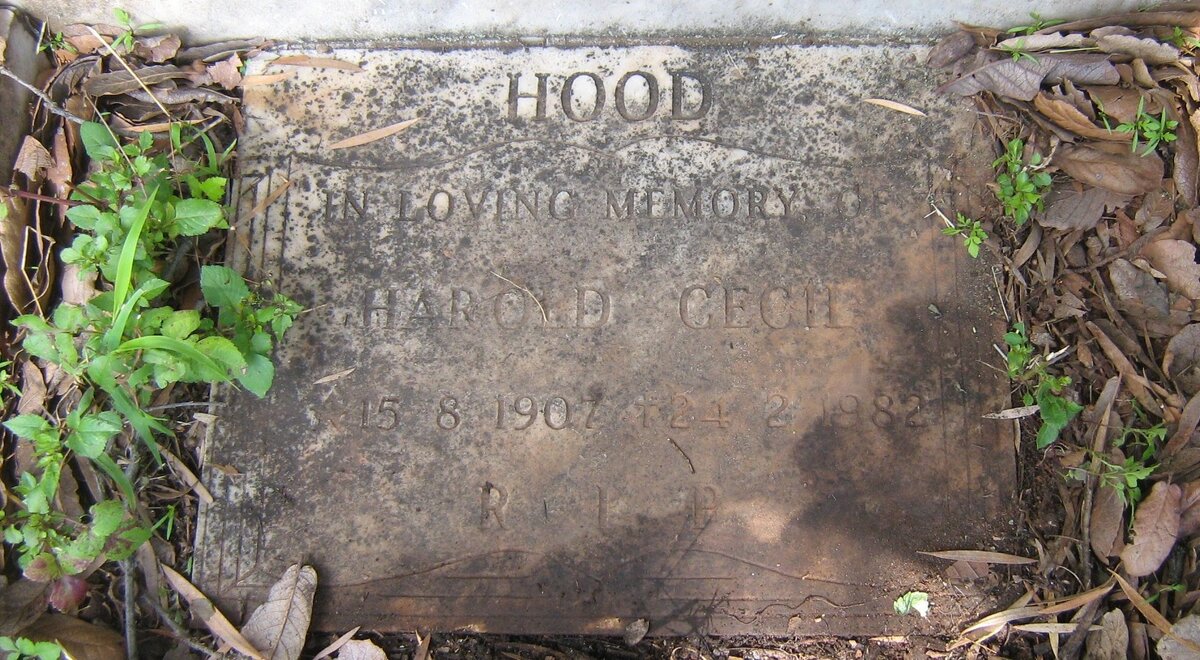 HOOD
IN LOVING MEMORY OF
HAROLD CECIL
* 15 8 1907 † 24 2 1982
R I P